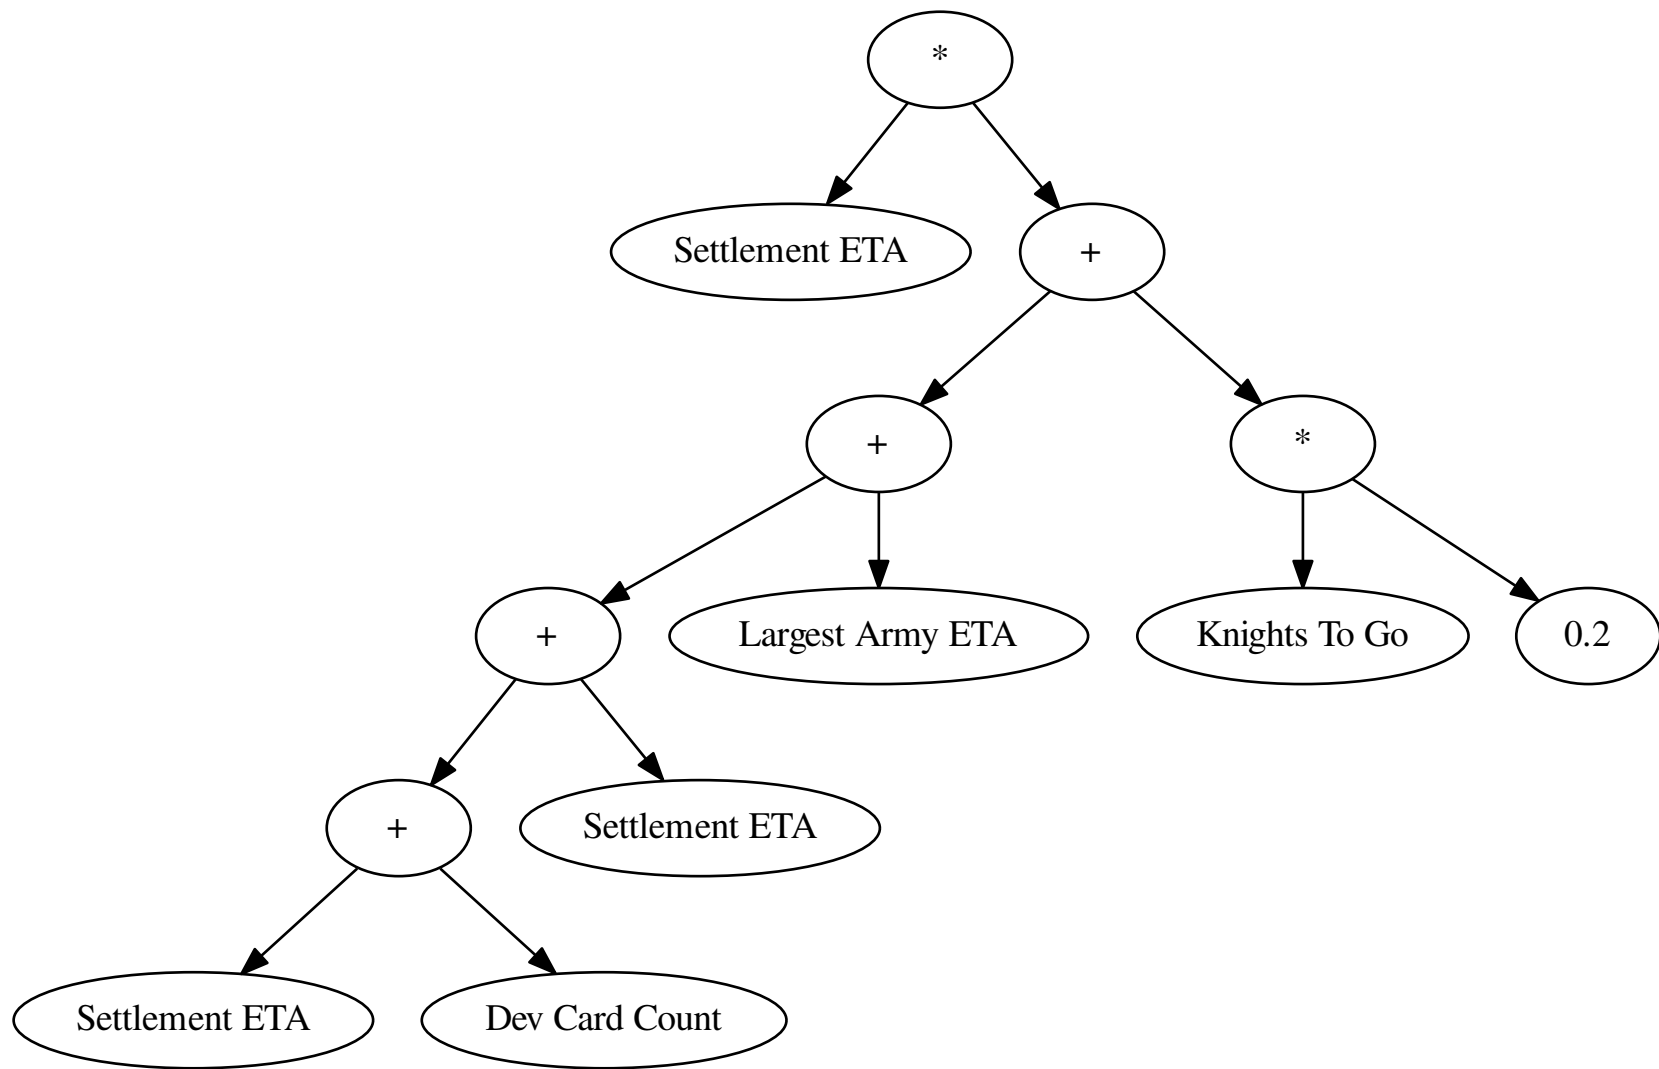 *
Settlement ETA
+
+
*
+
Largest Army ETA
Knights To Go
0.2
+
Settlement ETA
Settlement ETA
Dev Card Count